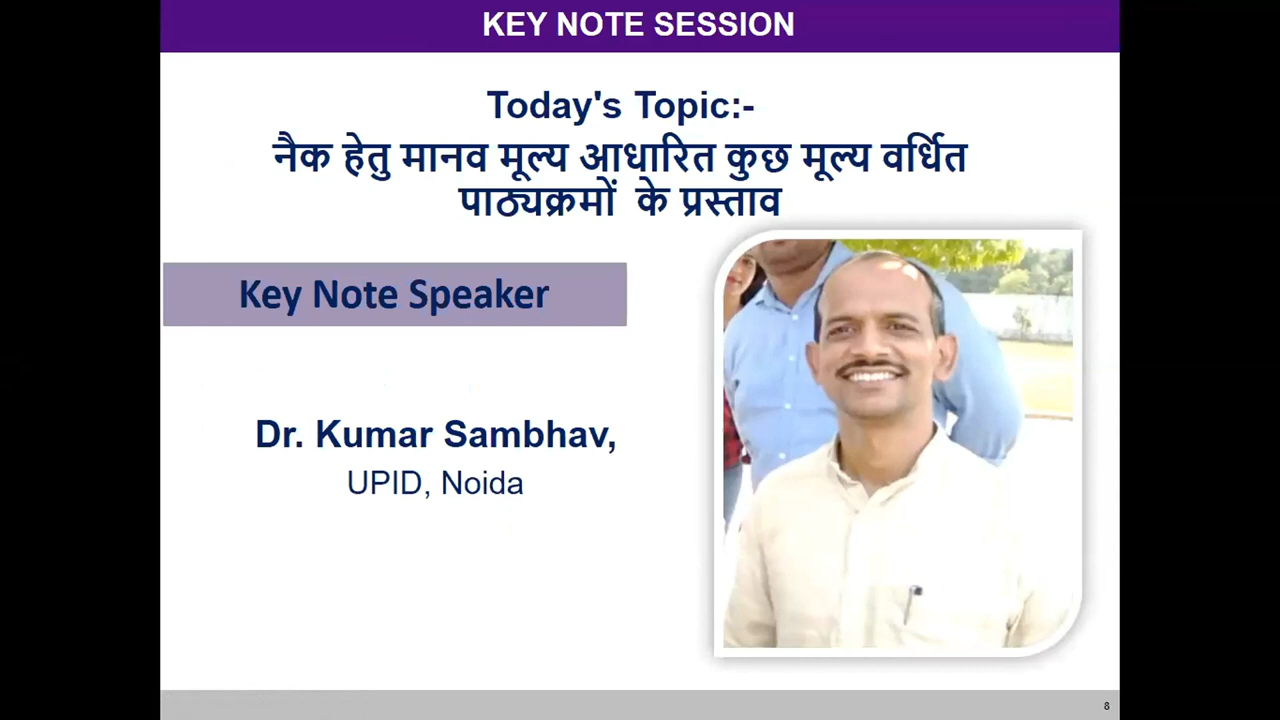 KEY NOTE SESSION
Today's Topic:-
नैक हेतु मानव मूल्य आधारित कुछ मूल्य वर्धित
पाठ्यक्रमों के प्रस्ताव
Key Note Speaker
Dr. Kumar Sambhav,
UPID, Noida
8